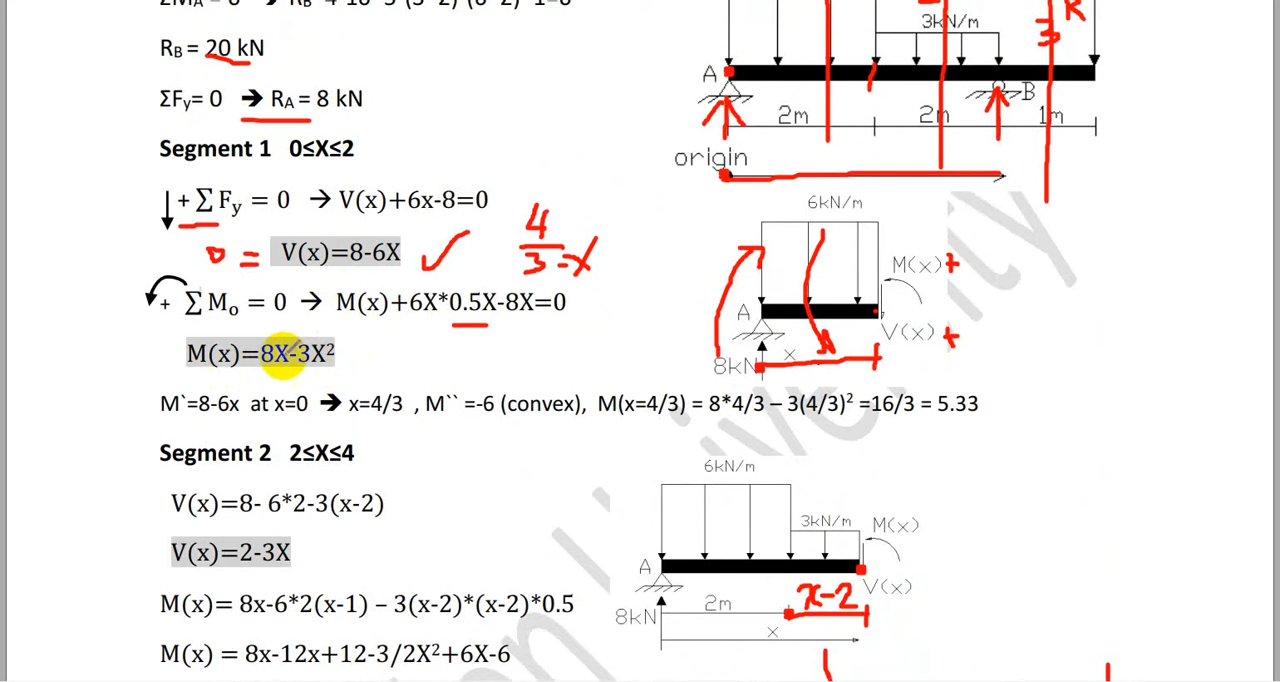 R_B = 20 kN
ΣF_y= 0 ➔ R_A = 8 kN
Segment 1 0≤X≤2
+ ∑ F_y = 0 → V(x)+6x-8=0
0 = V(x)=8-6X ✓ 4/3 = x
+ ∑ M_o = 0 → M(x)+6X*0.5X-8X=0
M(x)=8X-3X²
M`=8-6x at x=0 ➔ x=4/3 , M`` =-6 (convex), M(x=4/3) = 8*4/3 – 3(4/3)² =16/3 = 5.33
Segment 2 2≤X≤4
V(x)=8- 6*2-3(x-2)
V(x)=2-3X
M(x)= 8x-6*2(x-1) – 3(x-2)*(x-2)*0.5
M(x) = 8x-12x+12-3/2X²+6X-6
3kN/m
A
B
2m
2m
1m
origin
6kN/m
M(x) +
A
V(x) +
8kN
x
6kN/m
3kN/m
M(x)
A
V(x)
2m
x-2
8kN
x